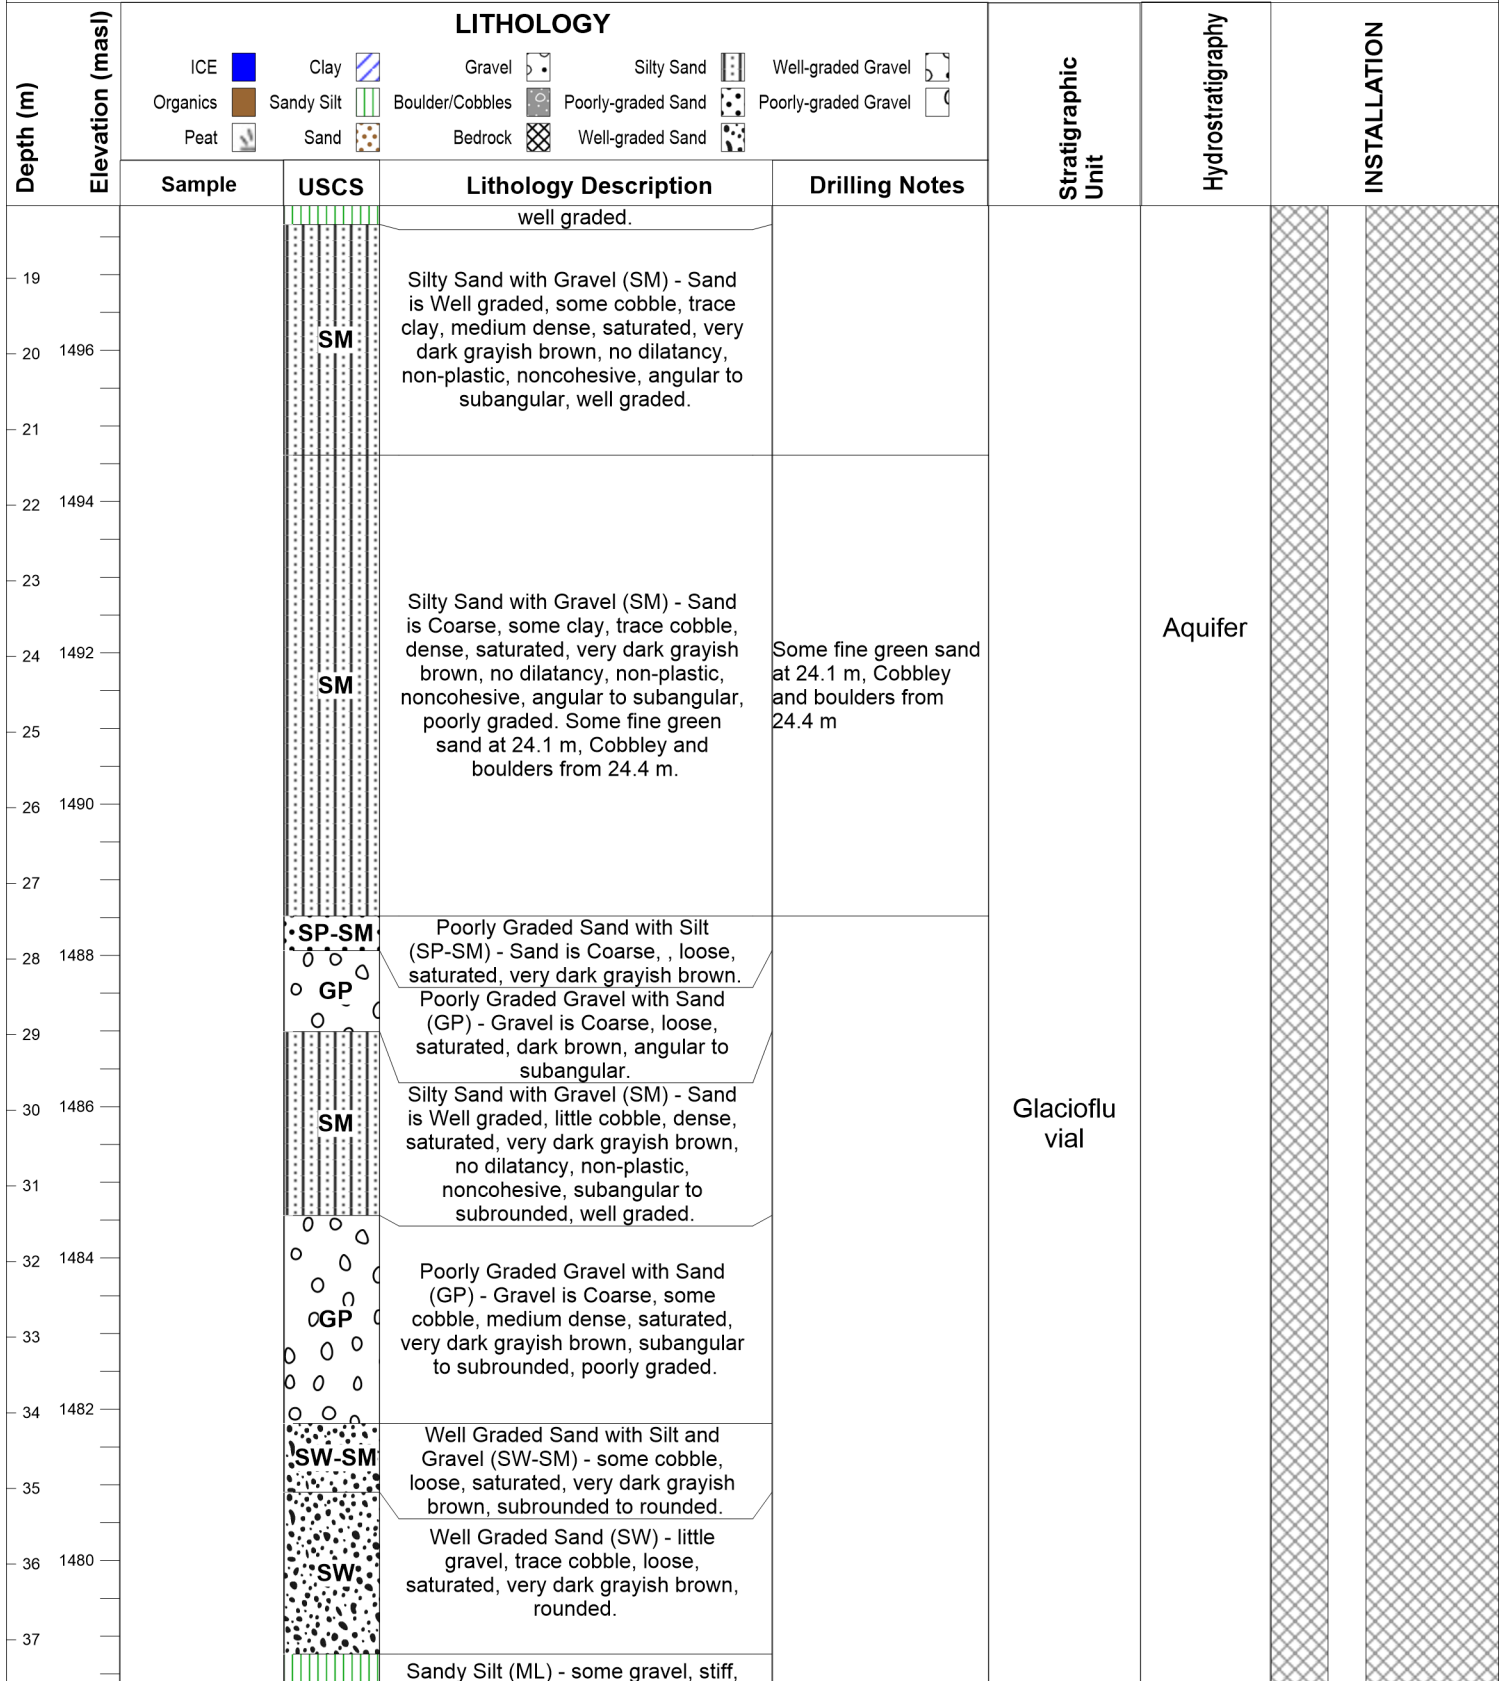 LITHOLOGY
ICE
Clay
Gravel
Silty Sand
Well-graded Gravel
Organics
Sandy Silt
Boulder/Cobbles
Poorly-graded Sand
Poorly-graded Gravel
Peat
Sand
Bedrock
Well-graded Sand
Depth (m)
Elevation (masl)
Sample
USCS
Lithology Description
Drilling Notes
Stratigraphic
Unit
Hydrostratigraphy
INSTALLATION
well graded.
19
Silty Sand with Gravel (SM) - Sand
is Well graded, some cobble, trace
clay, medium dense, saturated, very
dark grayish brown, no dilatancy,
non-plastic, noncohesive, angular to
subangular, well graded.
SM
20
1496
21
22
1494
23
Silty Sand with Gravel (SM) - Sand
is Coarse, some clay, trace cobble,
dense, saturated, very dark grayish
brown, no dilatancy, non-plastic,
noncohesive, angular to subangular,
poorly graded. Some fine green
sand at 24.1 m, Cobbley and
boulders from 24.4 m.
SM
Some fine green sand
at 24.1 m, Cobbley
and boulders from
24.4 m
Aquifer
24
1492
25
26
1490
27
SP-SM
Poorly Graded Sand with Silt
(SP-SM) - Sand is Coarse, , loose,
saturated, very dark grayish brown.
28
1488
GP
Poorly Graded Gravel with Sand
(GP) - Gravel is Coarse, loose,
saturated, dark brown, angular to
subangular.
29
SM
Silty Sand with Gravel (SM) - Sand
is Well graded, little cobble, dense,
saturated, very dark grayish brown,
no dilatancy, non-plastic,
noncohesive, subangular to
subrounded, well graded.
30
1486
Glacioflu
vial
31
32
1484
GP
Poorly Graded Gravel with Sand
(GP) - Gravel is Coarse, some
cobble, medium dense, saturated,
very dark grayish brown, subangular
to subrounded, poorly graded.
33
34
1482
SW-SM
Well Graded Sand with Silt and
Gravel (SW-SM) - some cobble,
loose, saturated, very dark grayish
brown, subrounded to rounded.
35
SW
Well Graded Sand (SW) - little
gravel, trace cobble, loose,
saturated, very dark grayish brown,
rounded.
36
1480
37
Sandy Silt (ML) - some gravel, stiff,